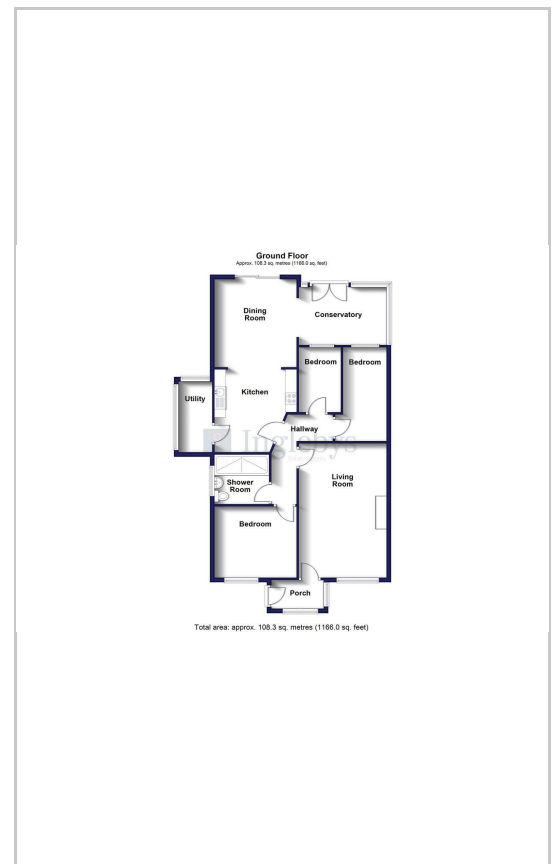 Ground Floor
Approx. 108.3 sq. metres (1166.0 sq. feet)
Dining
Room
Conservatory
Bedroom
Bedroom
Utility
Kitchen
Hallway
Inglebys
Living
Room
Shower
Room
Bedroom
Porch
Total area: approx. 108.3 sq. metres (1166.0 sq. feet)